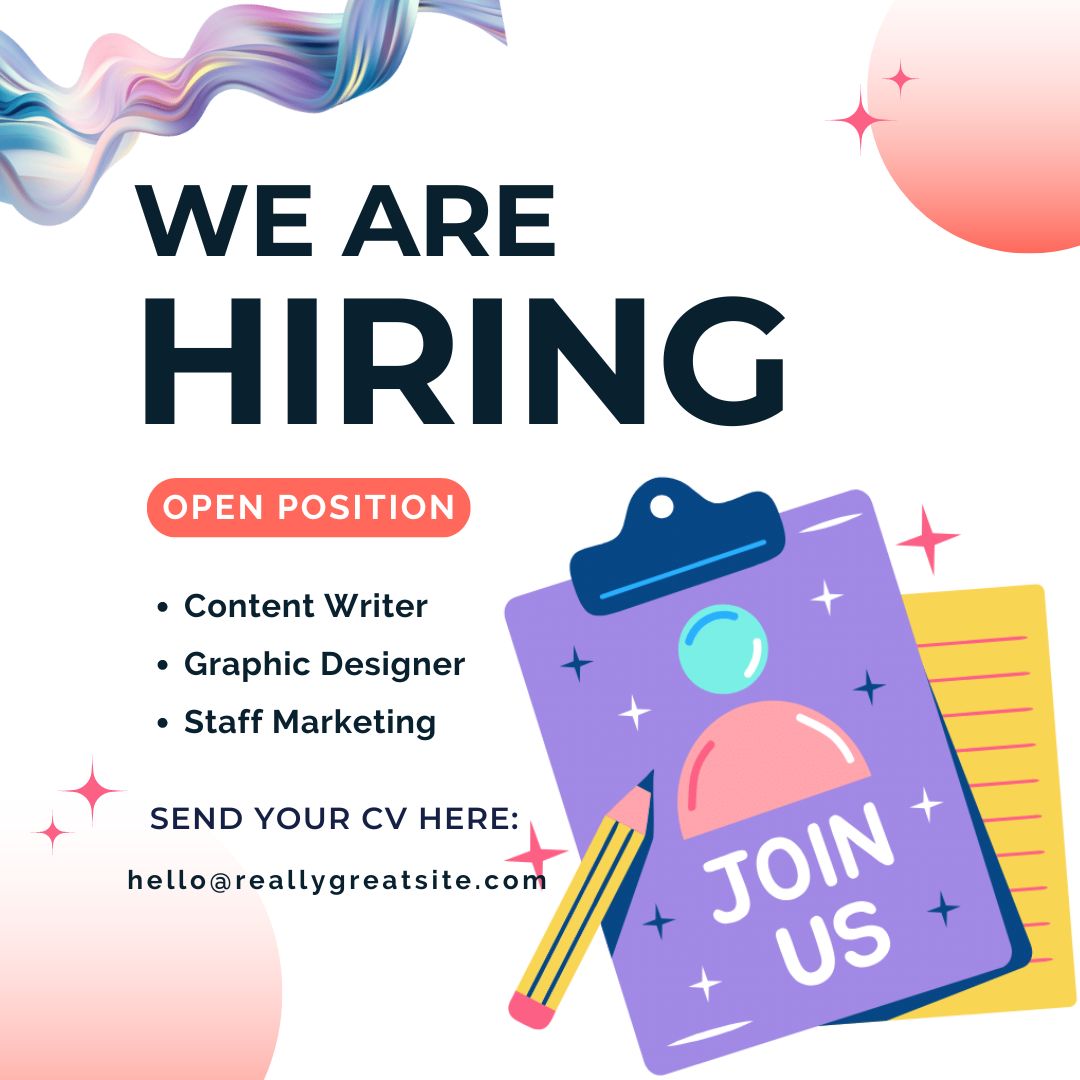 WE ARE
HIRING
OPEN POSITION
• Content Writer
• Graphic Designer
• Staff Marketing
SEND YOUR CV HERE:
hello@reallygreatsite.com
JOIN
US